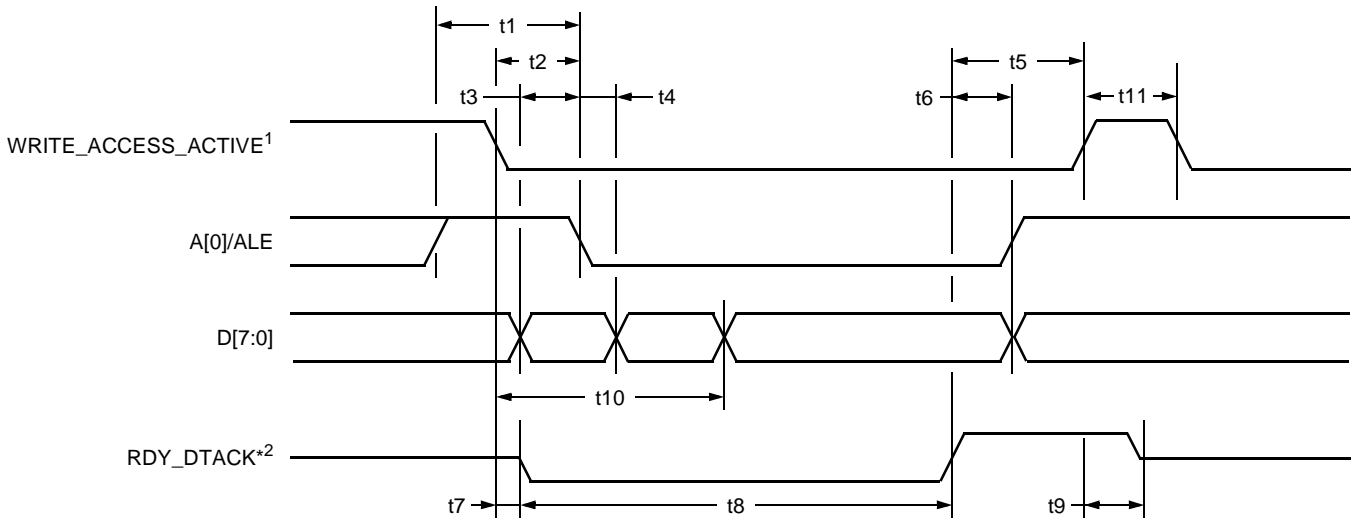 t1
t2
t5
t3
t4
t6
t11
WRITE_ACCESS_ACTIVE¹
A[0]/ALE
D[7:0]
t10
RDY_DTACK*²
t7
t8
t9